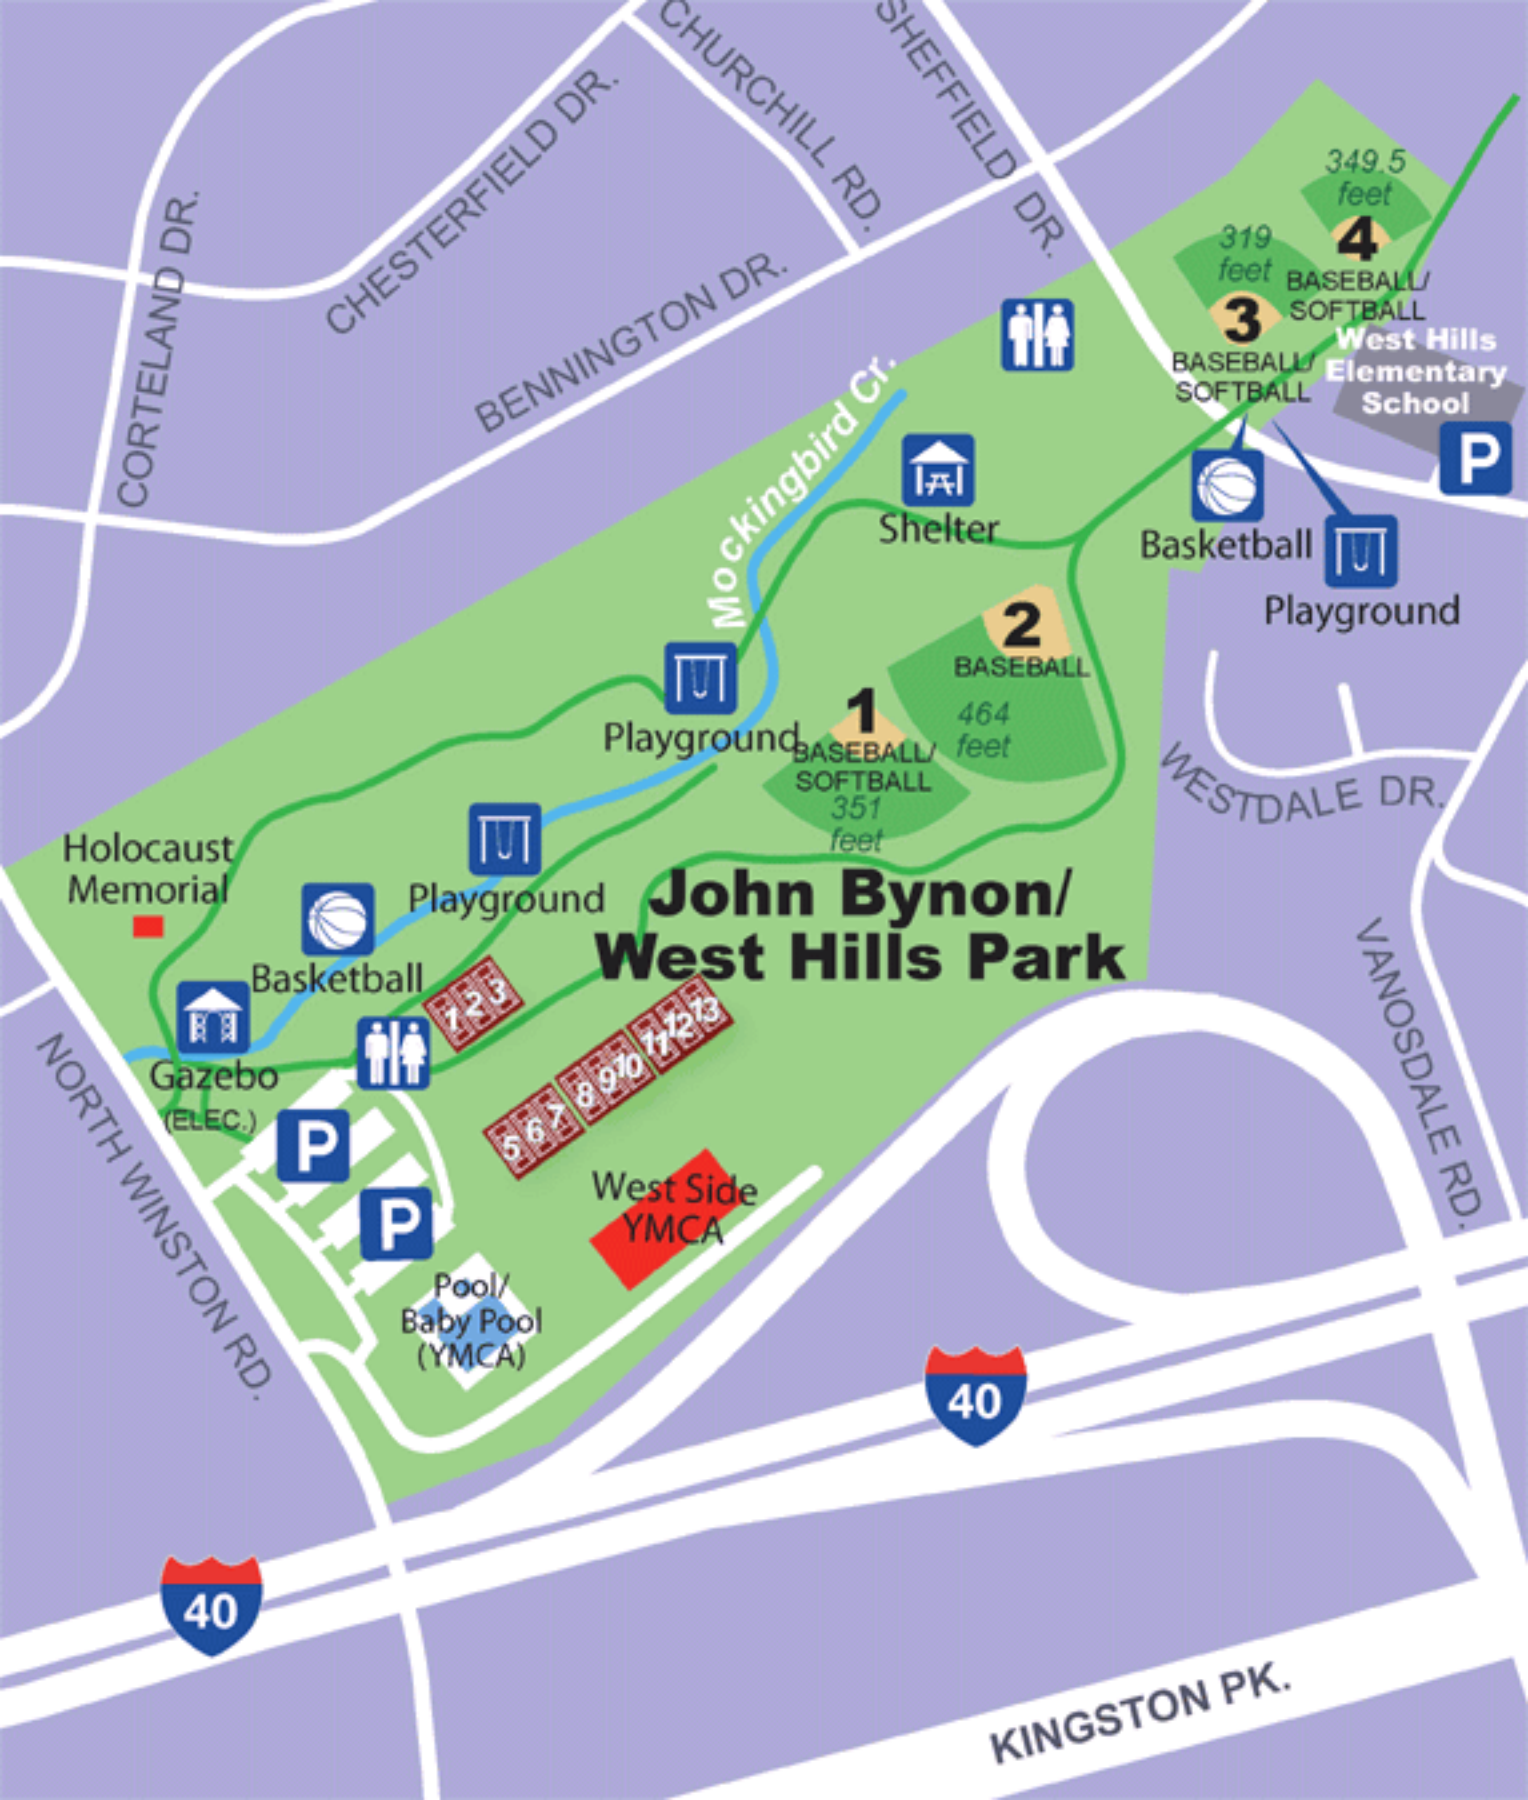 CHURCHILL RD.
SHEFFIELD DR.
CHESTERFIELD DR.
CORTELAND DR.
BENNINGTON DR.
349.5
feet
4
BASEBALL/
SOFTBALL
319
feet
3
BASEBALL/
SOFTBALL
West Hills
Elementary
School
P
Mockingbird Cr.
Shelter
Basketball
Playground
2
BASEBALL
464
feet
1
BASEBALL/
SOFTBALL
351
feet
Playground
WESTDALE DR.
Holocaust
Memorial
Playground
Basketball
John Bynon/
West Hills Park
VANOSDALE RD.
1 2 3
5 6 7 8 9 10 11 12 13
Gazebo
(ELEC.)
NORTH WINSTON RD.
P
P
West Side
YMCA
Pool/
Baby Pool
(YMCA)
40
40
KINGSTON PK.